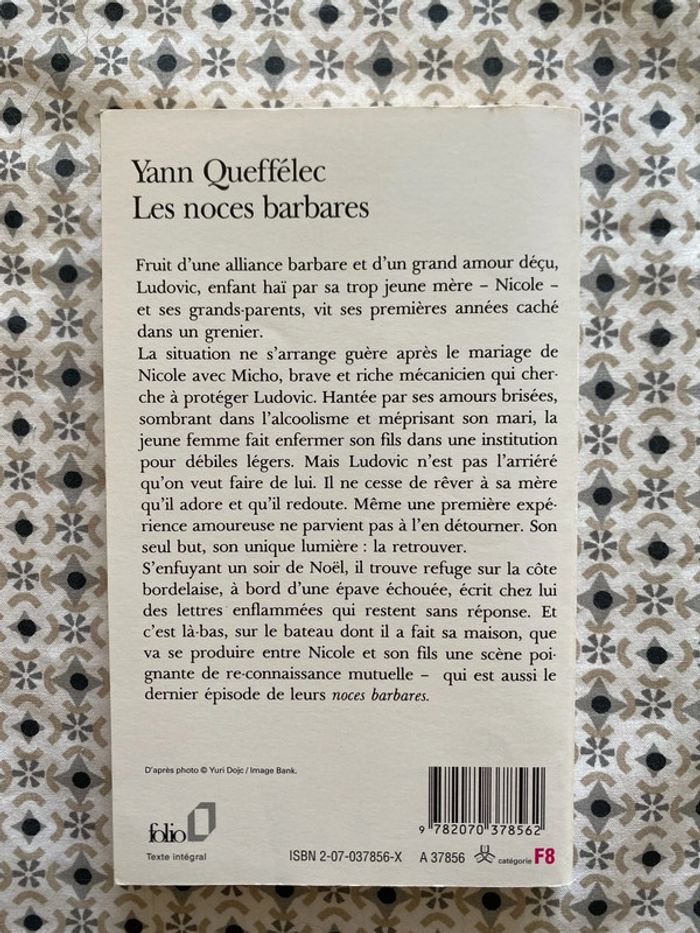 Yann Queffélec
Les noces barbares
Fruit d'une alliance barbare et d'un grand amour déçu,
Ludovic, enfant haï par sa trop jeune mère – Nicole –
et ses grands-parents, vit ses premières années caché
dans un grenier.
La situation ne s'arrange guère après le mariage de
Nicole avec Micho, brave et riche mécanicien qui cher-
che à protéger Ludovic. Hantée par ses amours brisées,
sombrant dans l'alcoolisme et méprisant son mari, la
jeune femme fait enfermer son fils dans une institution
pour débiles légers. Mais Ludovic n'est pas l'arriéré
qu'on veut faire de lui. Il ne cesse de rêver à sa mère
qu'il adore et qu'il redoute. Même une première expé-
rience amoureuse ne parvient pas à l'en détourner. Son
seul but, son unique lumière : la retrouver.
S'enfuyant un soir de Noël, il trouve refuge sur la côte
bordelaise, à bord d'une épave échouée, écrit chez lui
des lettres enflammées qui restent sans réponse. Et
c'est là-bas, sur le bateau dont il a fait sa maison, que
va se produire entre Nicole et son fils une scène poi-
gnante de re-connaissance mutuelle – qui est aussi le
dernier épisode de leurs noces barbares.
D'après photo © Yuri Dojc / Image Bank.
9 782070 378562
folio
Texte intégral
ISBN 2-07-037856-X A 37856 catégorie F8